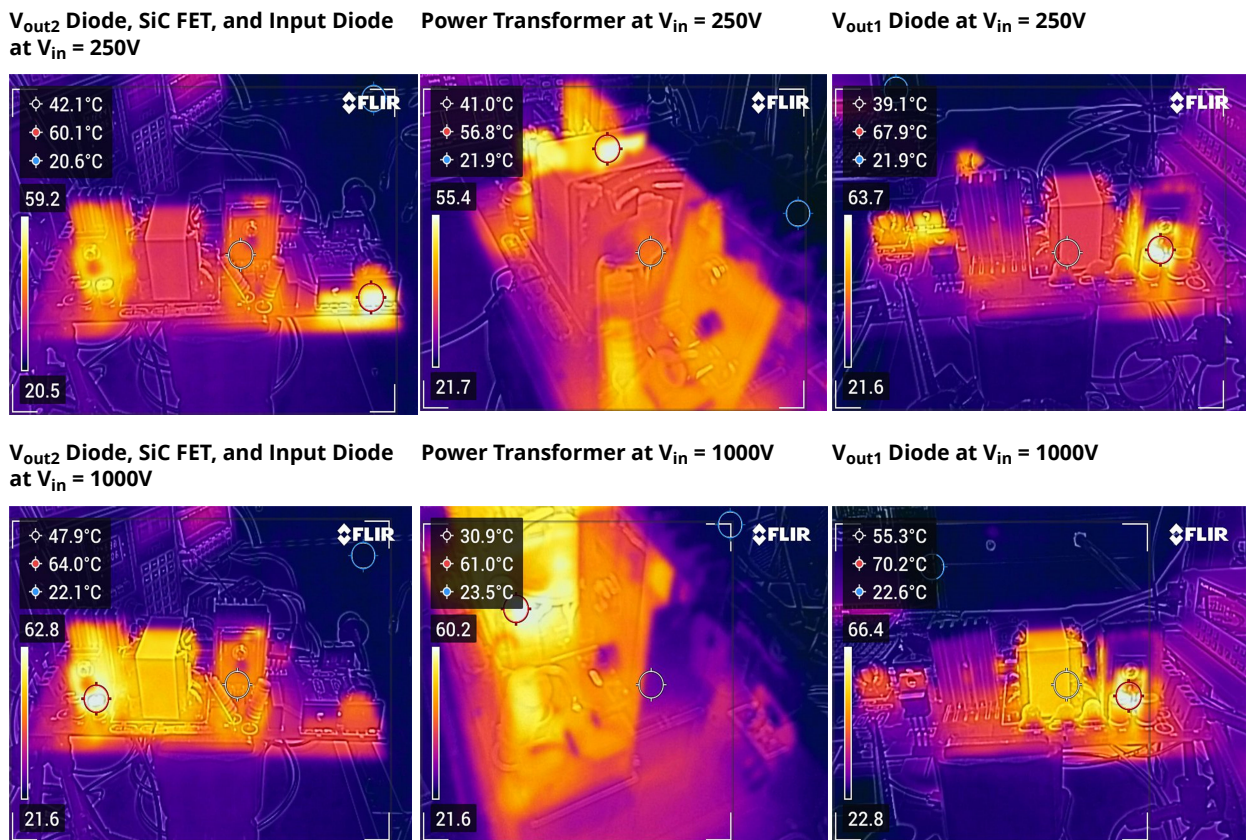 Vout2 Diode, SiC FET, and Input Diode
at Vin = 250V
Power Transformer at Vin = 250V
Vout1 Diode at Vin = 250V
42.1°C
60.1°C
20.6°C
FLIR
59.2
20.5
41.0°C
56.8°C
21.9°C
FLIR
55.4
21.7
39.1°C
67.9°C
21.9°C
FLIR
63.7
21.6
Vout2 Diode, SiC FET, and Input Diode
at Vin = 1000V
Power Transformer at Vin = 1000V
Vout1 Diode at Vin = 1000V
47.9°C
64.0°C
22.1°C
FLIR
62.8
21.6
30.9°C
61.0°C
23.5°C
FLIR
60.2
21.6
55.3°C
70.2°C
22.6°C
FLIR
66.4
22.8